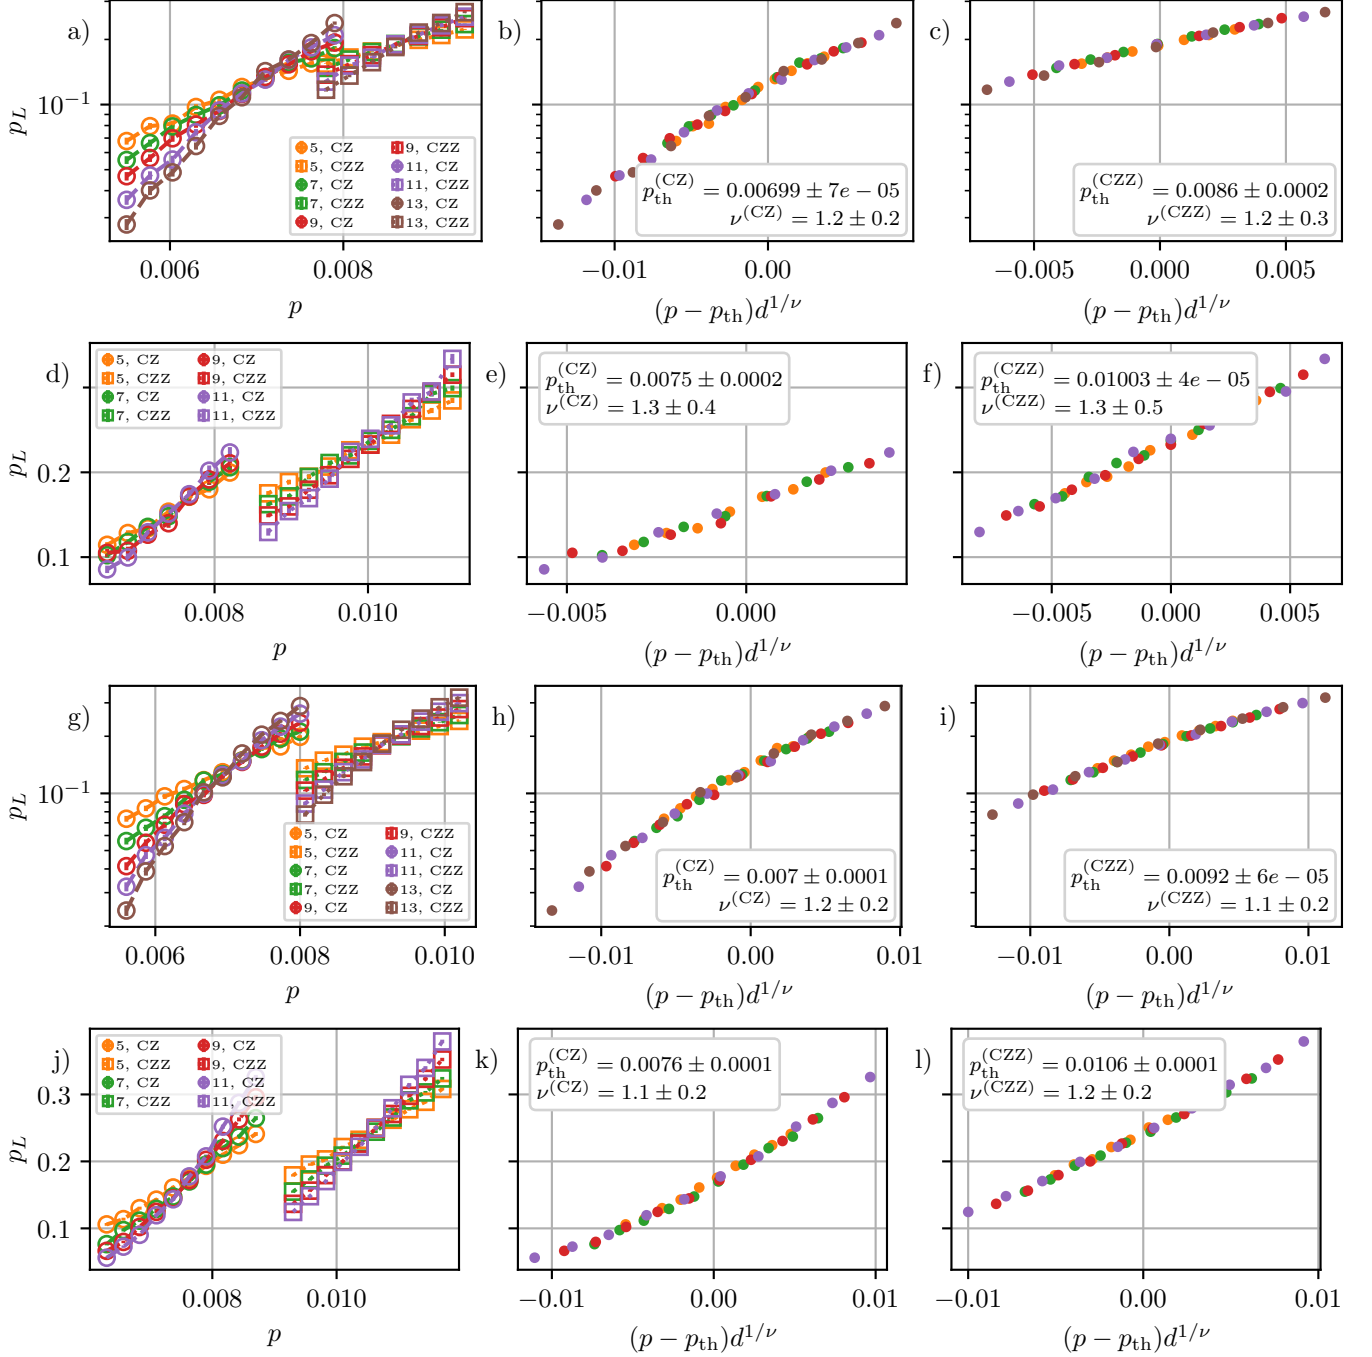 a)
p_L
10^{-1}
5, CZ
5, CZZ
7, CZ
7, CZZ
9, CZ
9, CZZ
11, CZ
11, CZZ
13, CZ
13, CZZ
0.006
0.008
p
b)
p_th^(CZ) = 0.00699 ± 7e − 05
ν^(CZ) = 1.2 ± 0.2
−0.01
0.00
(p − p_th)d^{1/ν}
c)
p_th^(CZZ) = 0.0086 ± 0.0002
ν^(CZZ) = 1.2 ± 0.3
−0.005
0.000
0.005
(p − p_th)d^{1/ν}
d)
p_L
0.2
0.1
5, CZ
5, CZZ
7, CZ
7, CZZ
9, CZ
9, CZZ
11, CZ
11, CZZ
0.008
0.010
p
e)
p_th^(CZ) = 0.0075 ± 0.0002
ν^(CZ) = 1.3 ± 0.4
−0.005
0.000
(p − p_th)d^{1/ν}
f)
p_th^(CZZ) = 0.01003 ± 4e − 05
ν^(CZZ) = 1.3 ± 0.5
−0.005
0.000
0.005
(p − p_th)d^{1/ν}
g)
p_L
10^{-1}
5, CZ
5, CZZ
7, CZ
7, CZZ
9, CZ
9, CZZ
11, CZ
11, CZZ
13, CZ
13, CZZ
0.006
0.008
0.010
p
h)
p_th^(CZ) = 0.007 ± 0.0001
ν^(CZ) = 1.2 ± 0.2
−0.01
0.00
0.01
(p − p_th)d^{1/ν}
i)
p_th^(CZZ) = 0.0092 ± 6e − 05
ν^(CZZ) = 1.1 ± 0.2
−0.01
0.00
0.01
(p − p_th)d^{1/ν}
j)
p_L
0.3
0.2
0.1
5, CZ
5, CZZ
7, CZ
7, CZZ
9, CZ
9, CZZ
11, CZ
11, CZZ
0.008
0.010
p
k)
p_th^(CZ) = 0.0076 ± 0.0001
ν^(CZ) = 1.1 ± 0.2
−0.01
0.00
0.01
(p − p_th)d^{1/ν}
l)
p_th^(CZZ) = 0.0106 ± 0.0001
ν^(CZZ) = 1.2 ± 0.2
−0.01
0.00
0.01
(p − p_th)d^{1/ν}